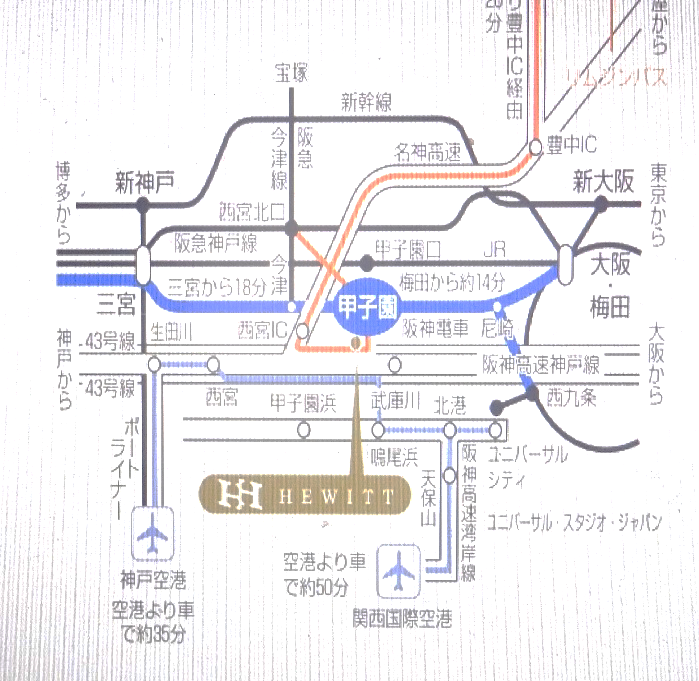 豊中IC経由
座から
リムジンバス
宝塚
新幹線
阪急
今津線
名神高速
豊中IC
博多から
新神戸
新大阪
東京から
西宮北口
阪急神戸線
甲子園口
JR
今津
三宮から18分
梅田から約14分
大阪・梅田
三宮
甲子園
生田川
西宮IC
阪神電車
尼崎
43号線
阪神高速神戸線
神戸から
大阪から
43号線
西宮
甲子園浜
武庫川
北港
西九条
ポートライナー
鳴尾浜
天保山
阪神高速湾岸線
ユニバーサル
シティ
HEWITT
ユニバーサル・スタジオ・ジャパン
神戸空港
空港より車
で約35分
空港より車
で約50分
関西国際空港